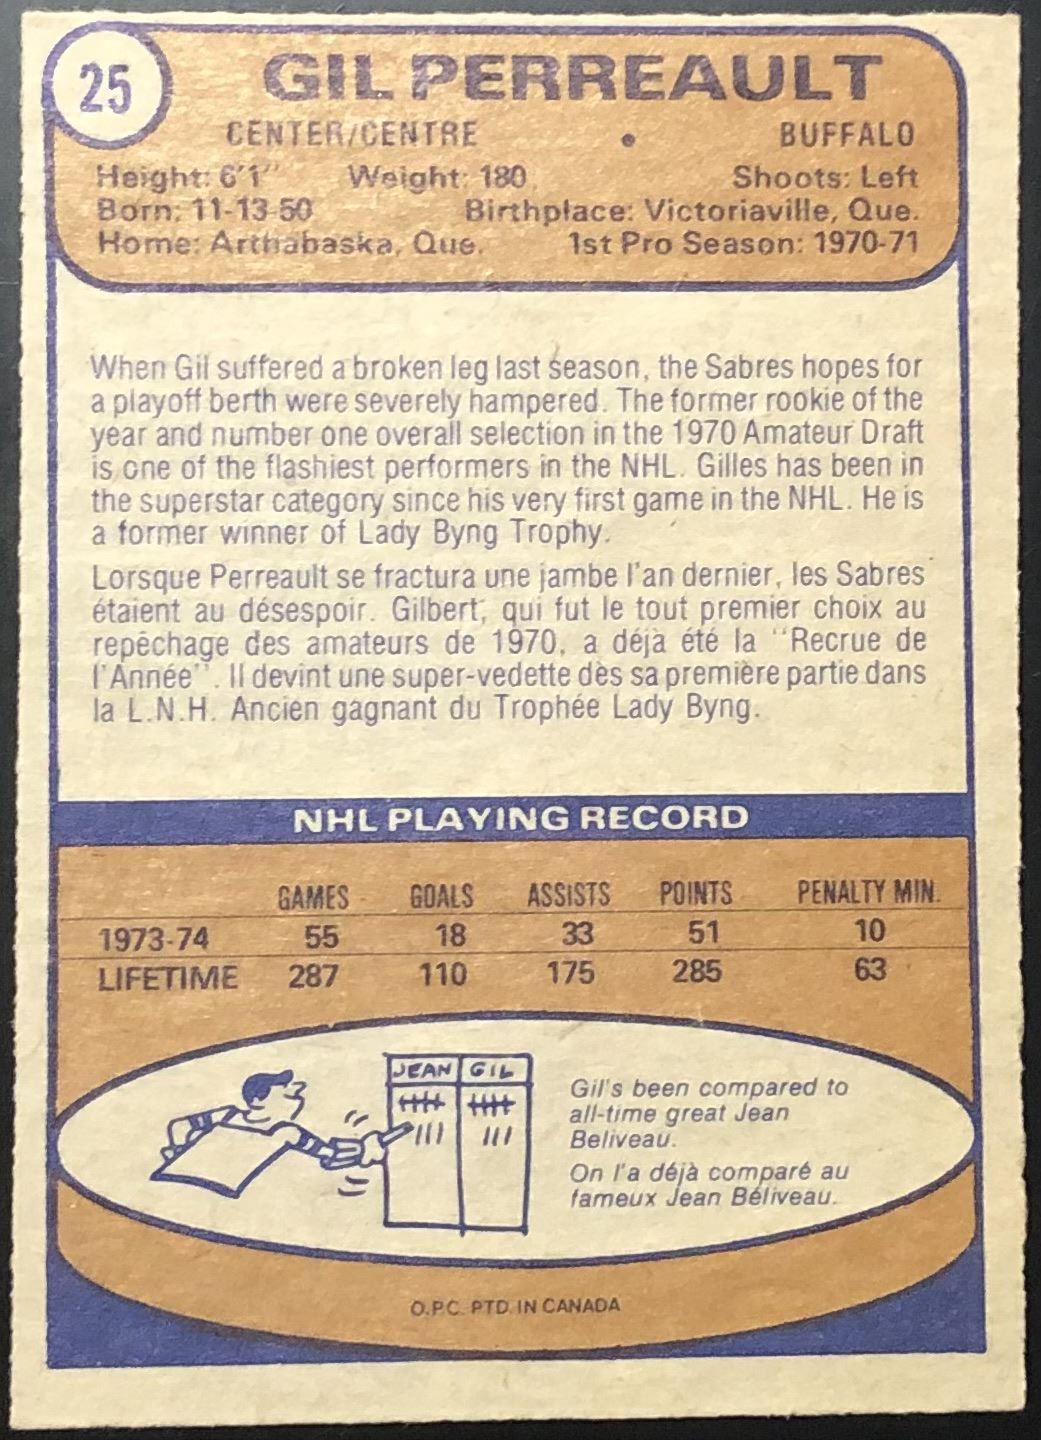 25
GIL PERREAULT
CENTER/CENTRE • BUFFALO
Height: 6'1" Weight: 180 Shoots: Left
Born: 11-13-50 Birthplace: Victoriaville, Que.
Home: Arthabaska, Que. 1st Pro Season: 1970-71
When Gil suffered a broken leg last season, the Sabres hopes for
a playoff berth were severely hampered. The former rookie of the
year and number one overall selection in the 1970 Amateur Draft
is one of the flashiest performers in the NHL. Gilles has been in
the superstar category since his very first game in the NHL. He is
a former winner of Lady Byng Trophy.
Lorsque Perreault se fractura une jambe l'an dernier, les Sabres
étaient au désespoir. Gilbert, qui fut le tout premier choix au
repêchage des amateurs de 1970, a déjà été la "Recrue de
l'Année". Il devint une super-vedette dès sa première partie dans
la L.N.H. Ancien gagnant du Trophée Lady Byng.
NHL PLAYING RECORD
GAMES GOALS ASSISTS POINTS PENALTY MIN.
1973-74 55 18 33 51 10
LIFETIME 287 110 175 285 63
JEAN GIL
Gil's been compared to
all-time great Jean
Beliveau.
On l'a déjà comparé au
fameux Jean Béliveau.
O.P.C. PTD. IN CANADA